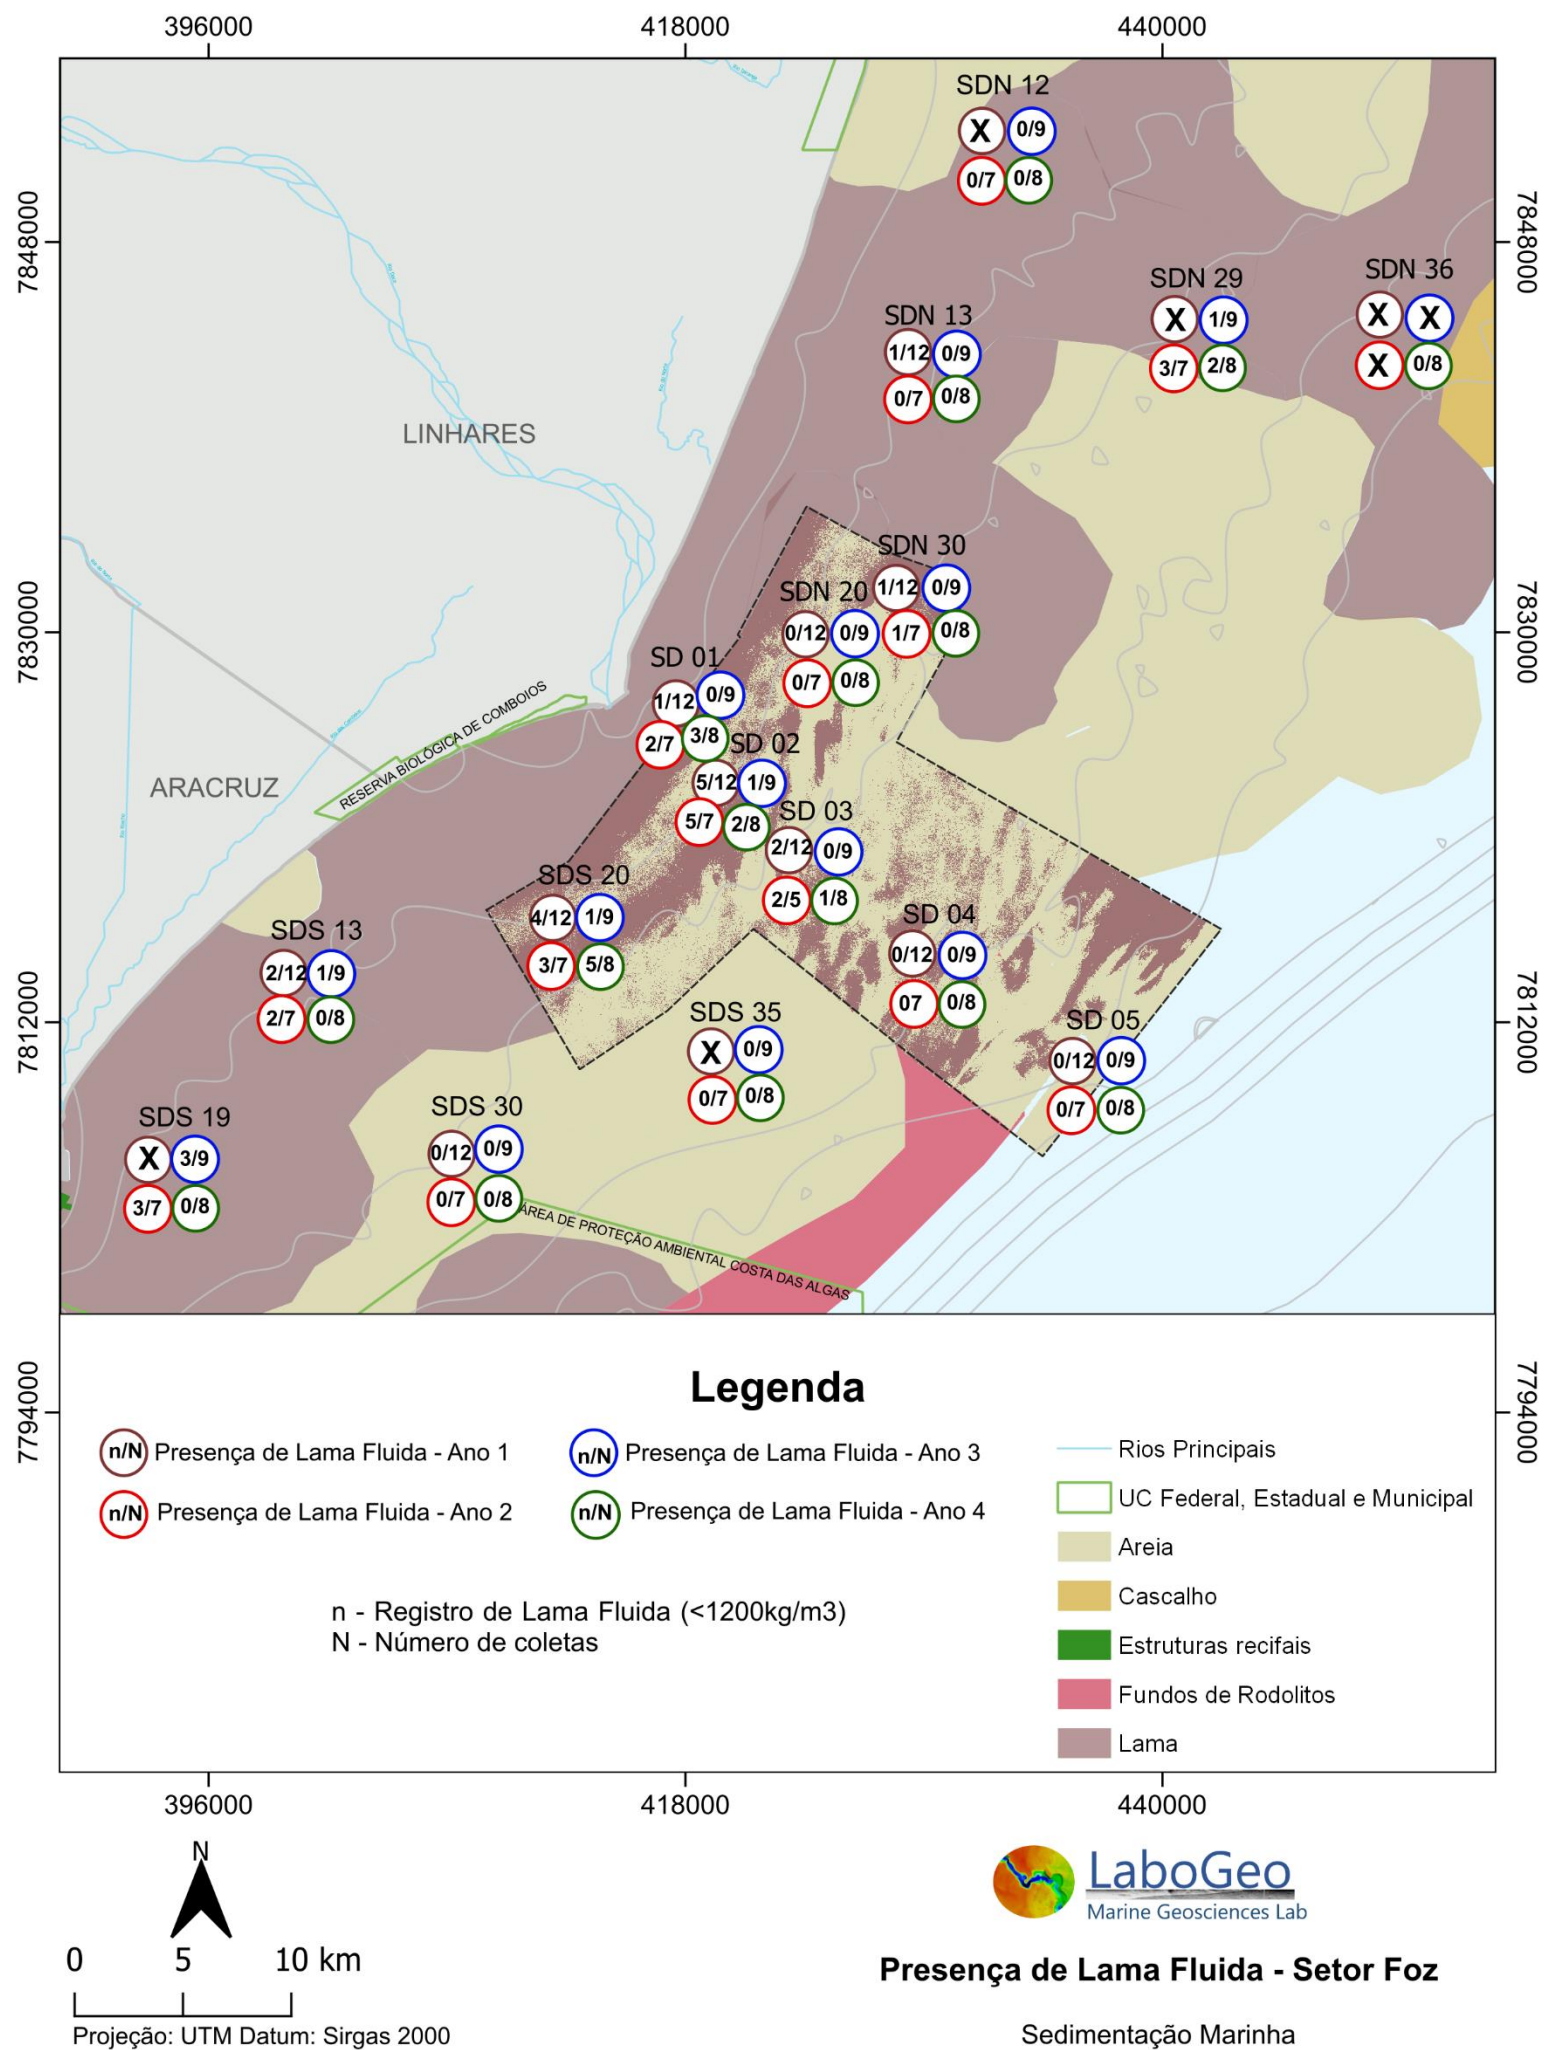 396000
418000
440000
7848000
7848000
7830000
7830000
7812000
7812000
7794000
7794000
SDN 12
X 0/9
0/7 0/8
SDN 36
X X
X 0/8
SDN 29
X 1/9
3/7 2/8
SDN 13
1/12 0/9
0/7 0/8
LINHARES
SDN 30
1/12 0/9
1/7 0/8
SDN 20
0/12 0/9
0/7 0/8
SD 01
1/12 0/9
2/7 3/8
RESERVA BIOLÓGICA DE COMBOIOS
SD 02
5/12 1/9
5/7 2/8
ARACRUZ
SD 03
2/12 0/9
2/5 1/8
SDS 20
4/12 1/9
3/7 5/8
SD 04
0/12 0/9
07 0/8
SDS 13
2/12 1/9
2/7 0/8
SDS 35
X 0/9
0/7 0/8
SD 05
0/12 0/9
0/7 0/8
SDS 30
0/12 0/9
0/7 0/8
SDS 19
X 3/9
3/7 0/8
ÁREA DE PROTEÇÃO AMBIENTAL COSTA DAS ALGAS
Legenda
n/N Presença de Lama Fluida - Ano 1
n/N Presença de Lama Fluida - Ano 2
n/N Presença de Lama Fluida - Ano 3
n/N Presença de Lama Fluida - Ano 4
n - Registro de Lama Fluida (<1200kg/m3)
N - Número de coletas
Rios Principais
UC Federal, Estadual e Municipal
Areia
Cascalho
Estruturas recifais
Fundos de Rodolitos
Lama
396000
418000
440000
N
0 5 10 km
Projeção: UTM Datum: Sirgas 2000
LaboGeo
Marine Geosciences Lab
Presença de Lama Fluida - Setor Foz
Sedimentação Marinha